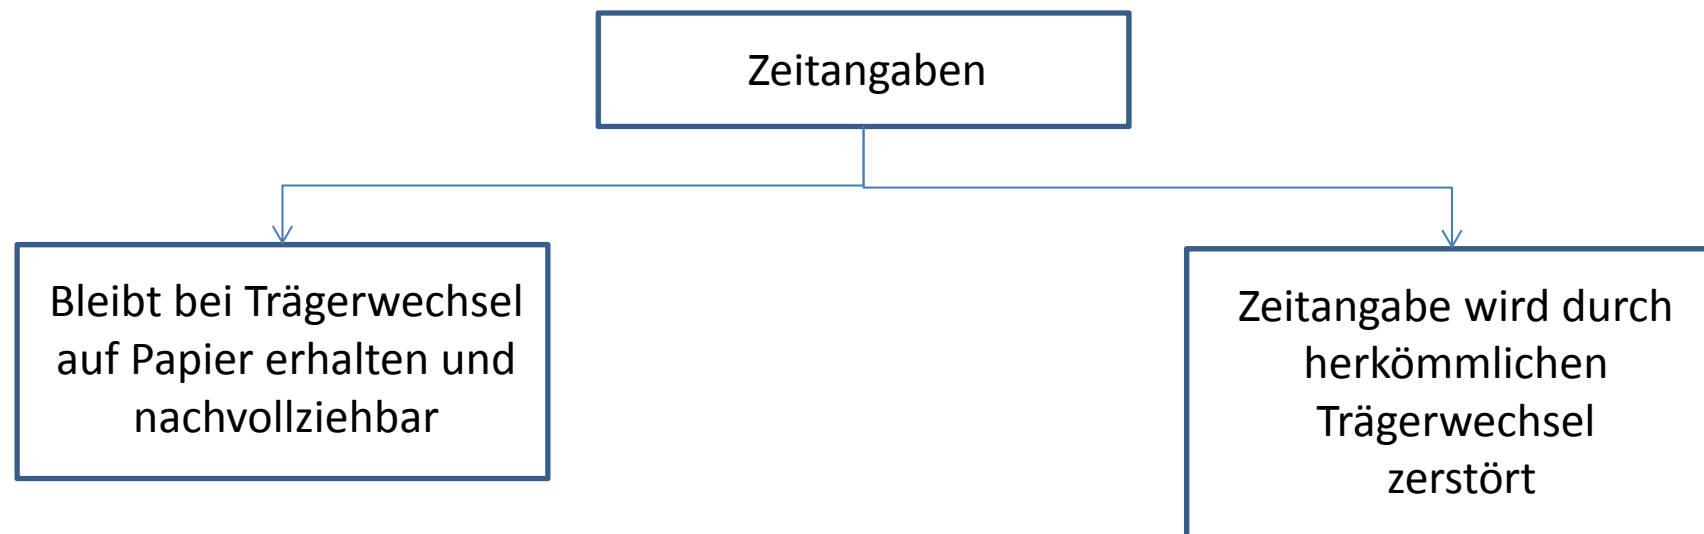 Zeitangaben
Bleibt bei Trägerwechsel
auf Papier erhalten und
nachvollziehbar
Zeitangabe wird durch
herkömmlichen
Trägerwechsel
zerstört